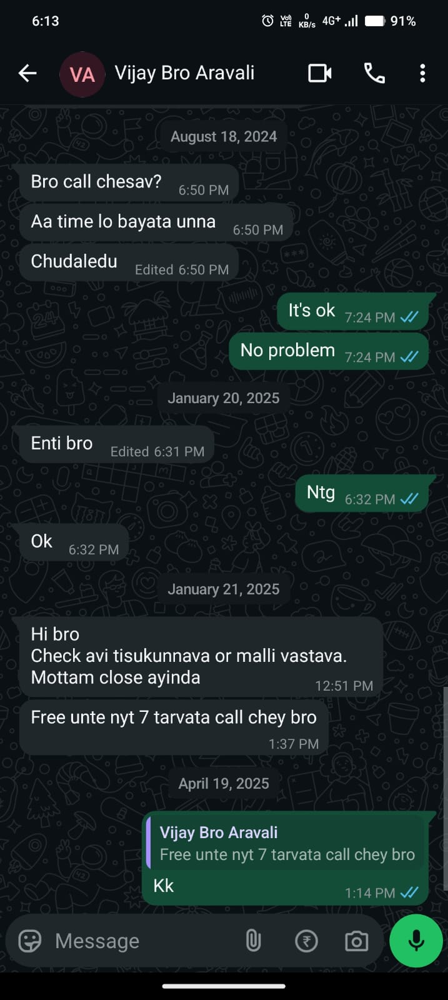 6:13
Vo)) LTE
0 KB/s
4G+
91%
VA
Vijay Bro Aravali
August 18, 2024
Bro call chesav?
6:50 PM
Aa time lo bayata unna
6:50 PM
Chudaledu
Edited 6:50 PM
It's ok
7:24 PM
No problem
7:24 PM
January 20, 2025
Enti bro
Edited 6:31 PM
Ntg
6:32 PM
Ok
6:32 PM
January 21, 2025
Hi bro
Check avi tisukunnava or malli vastava.
Mottam close ayinda
12:51 PM
Free unte nyt 7 tarvata call chey bro
1:37 PM
April 19, 2025
Vijay Bro Aravali
Free unte nyt 7 tarvata call chey bro
Kk
1:14 PM
Message
₹